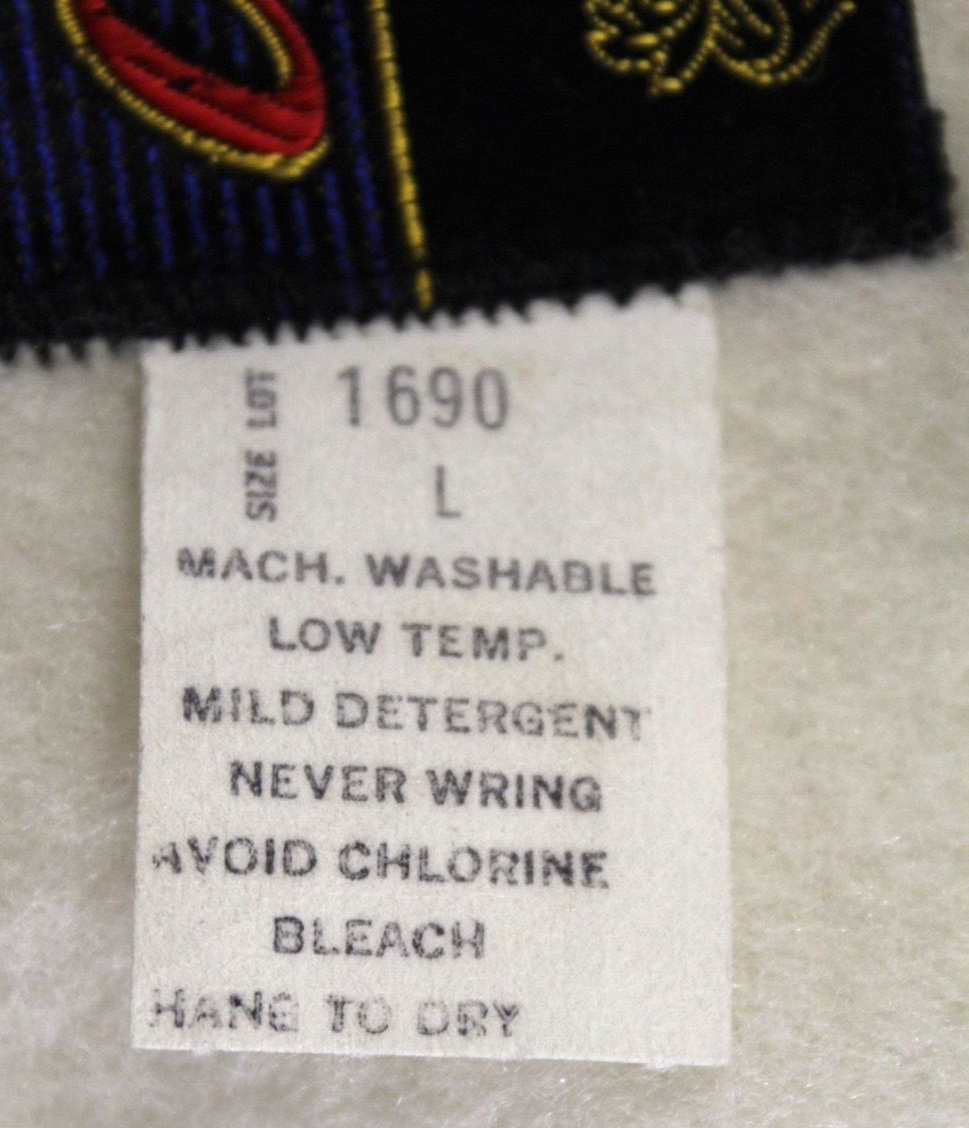 LOT 1690
SIZE L
MACH. WASHABLE
LOW TEMP.
MILD DETERGENT
NEVER WRING
AVOID CHLORINE
BLEACH
HANG TO DRY